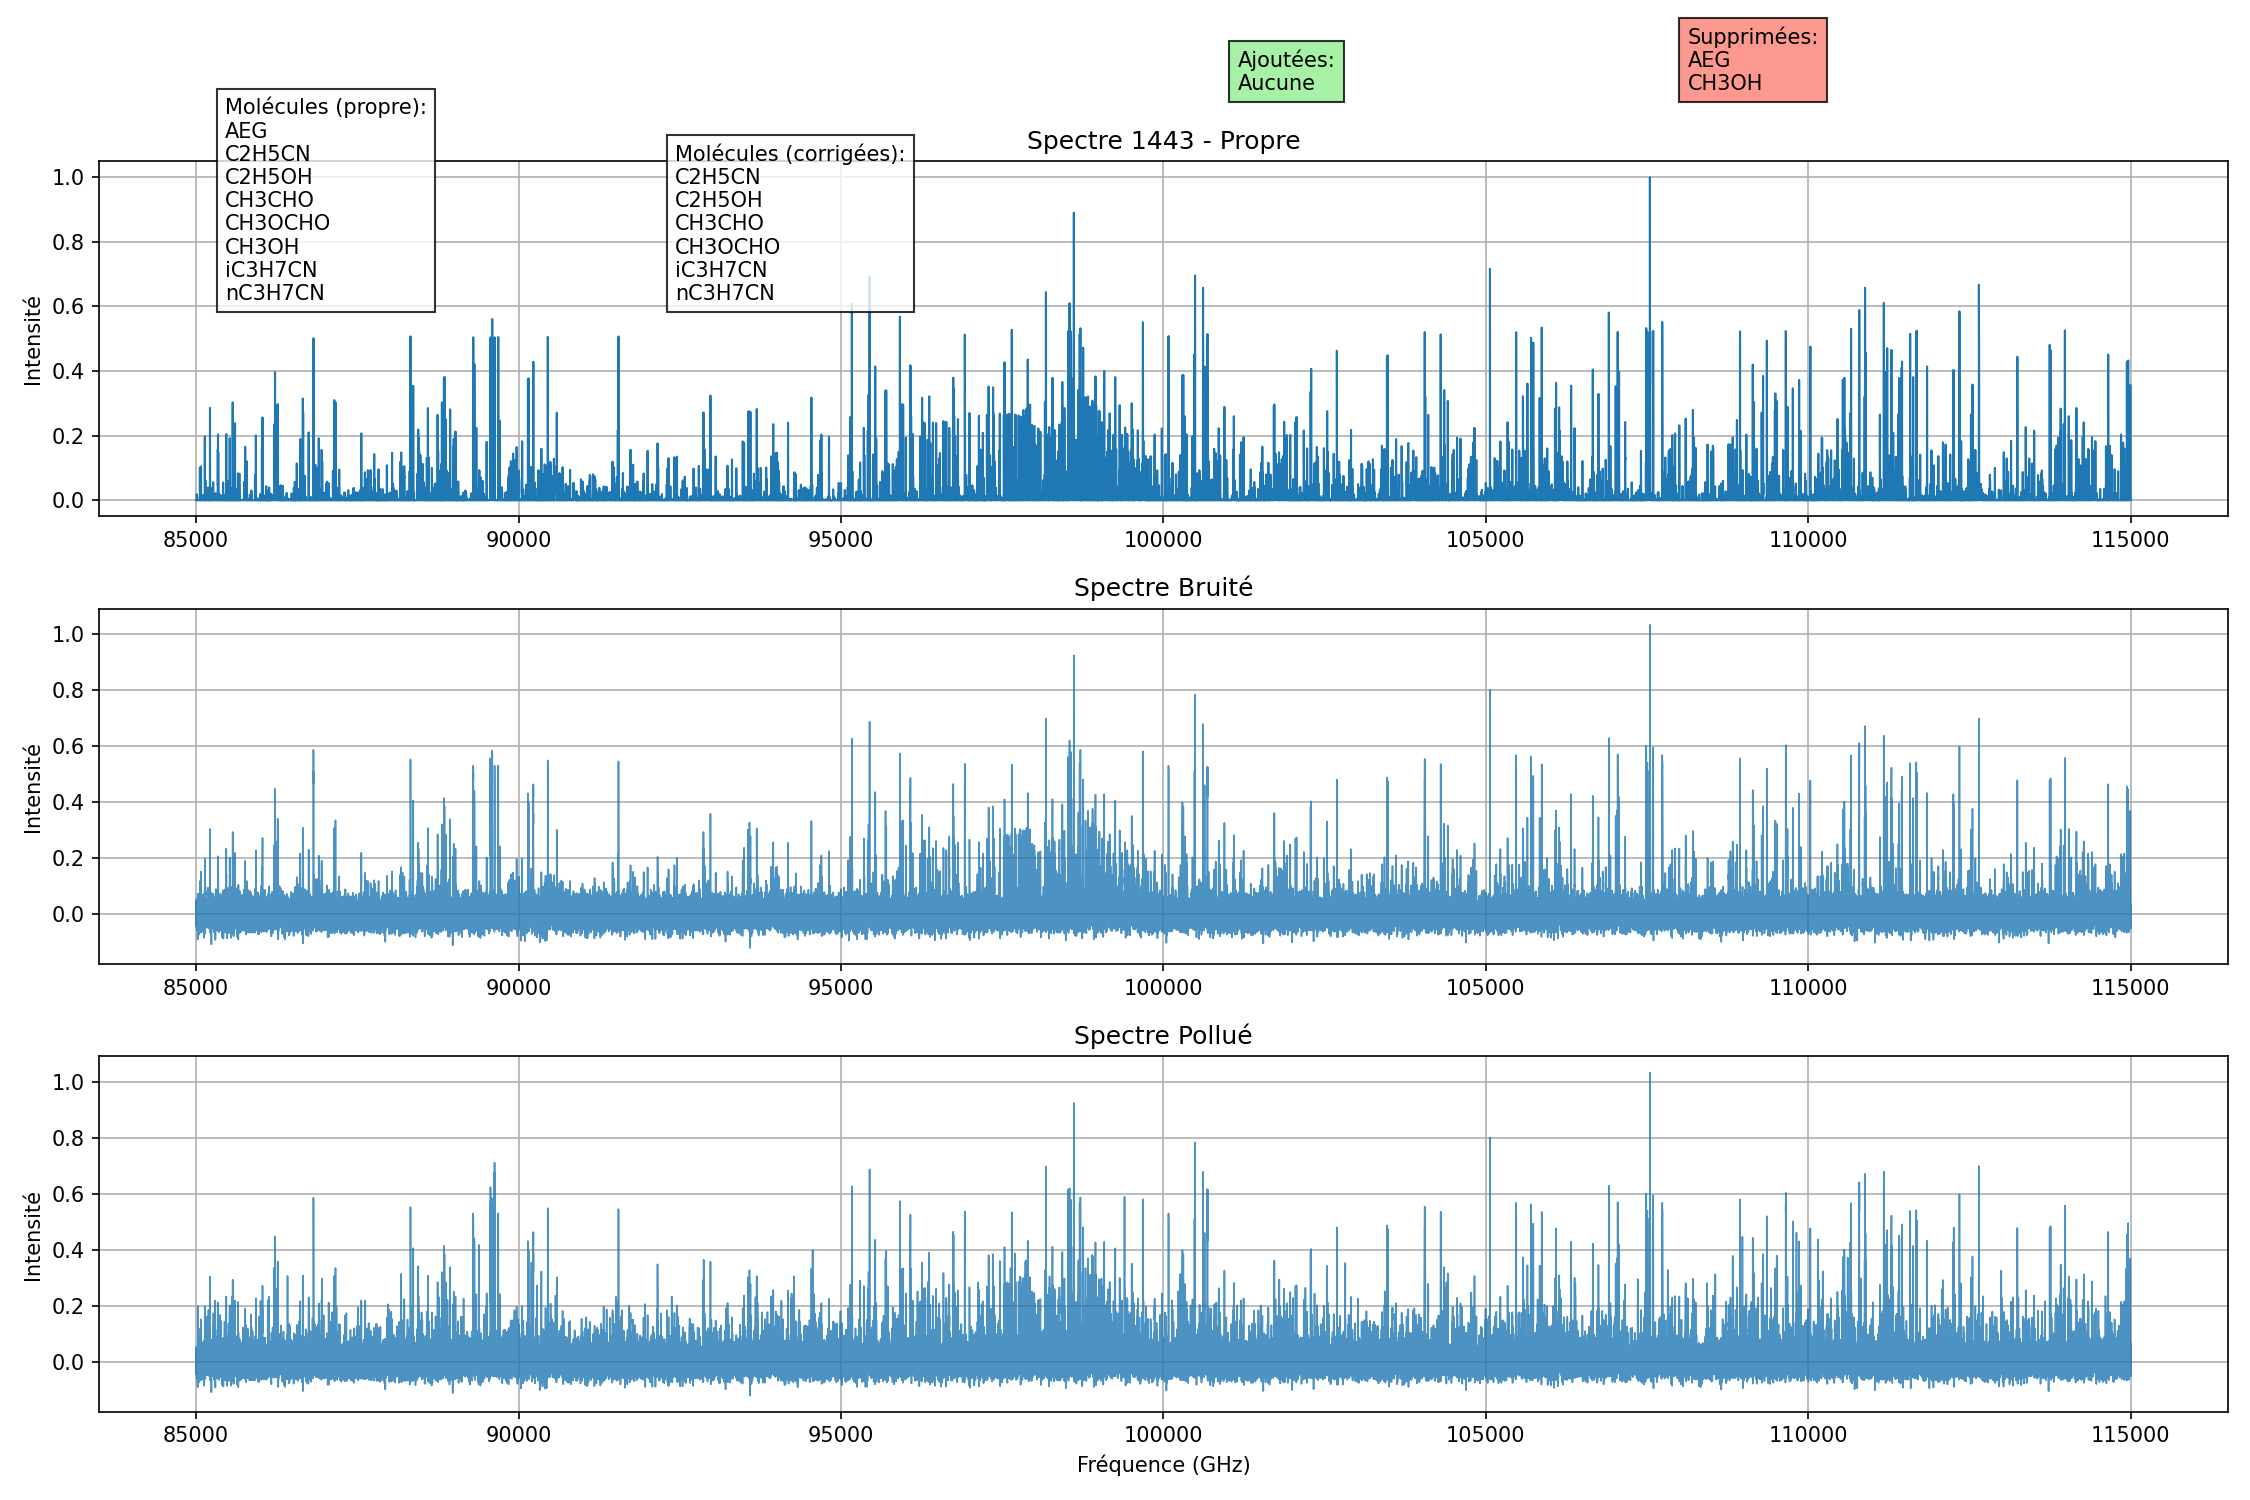 Supprimées:
AEG
CH3OH
Ajoutées:
Aucune
Molécules (propre):
AEG
C2H5CN
C2H5OH
CH3CHO
CH3OCHO
CH3OH
iC3H7CN
nC3H7CN
Molécules (corrigées):
C2H5CN
C2H5OH
CH3CHO
CH3OCHO
iC3H7CN
nC3H7CN
Spectre 1443 - Propre
Intensité
1.0
0.8
0.6
0.4
0.2
0.0
85000 90000 95000 100000 105000 110000 115000
Spectre Bruité
Intensité
1.0
0.8
0.6
0.4
0.2
0.0
85000 90000 95000 100000 105000 110000 115000
Spectre Pollué
Intensité
1.0
0.8
0.6
0.4
0.2
0.0
85000 90000 95000 100000 105000 110000 115000
Fréquence (GHz)